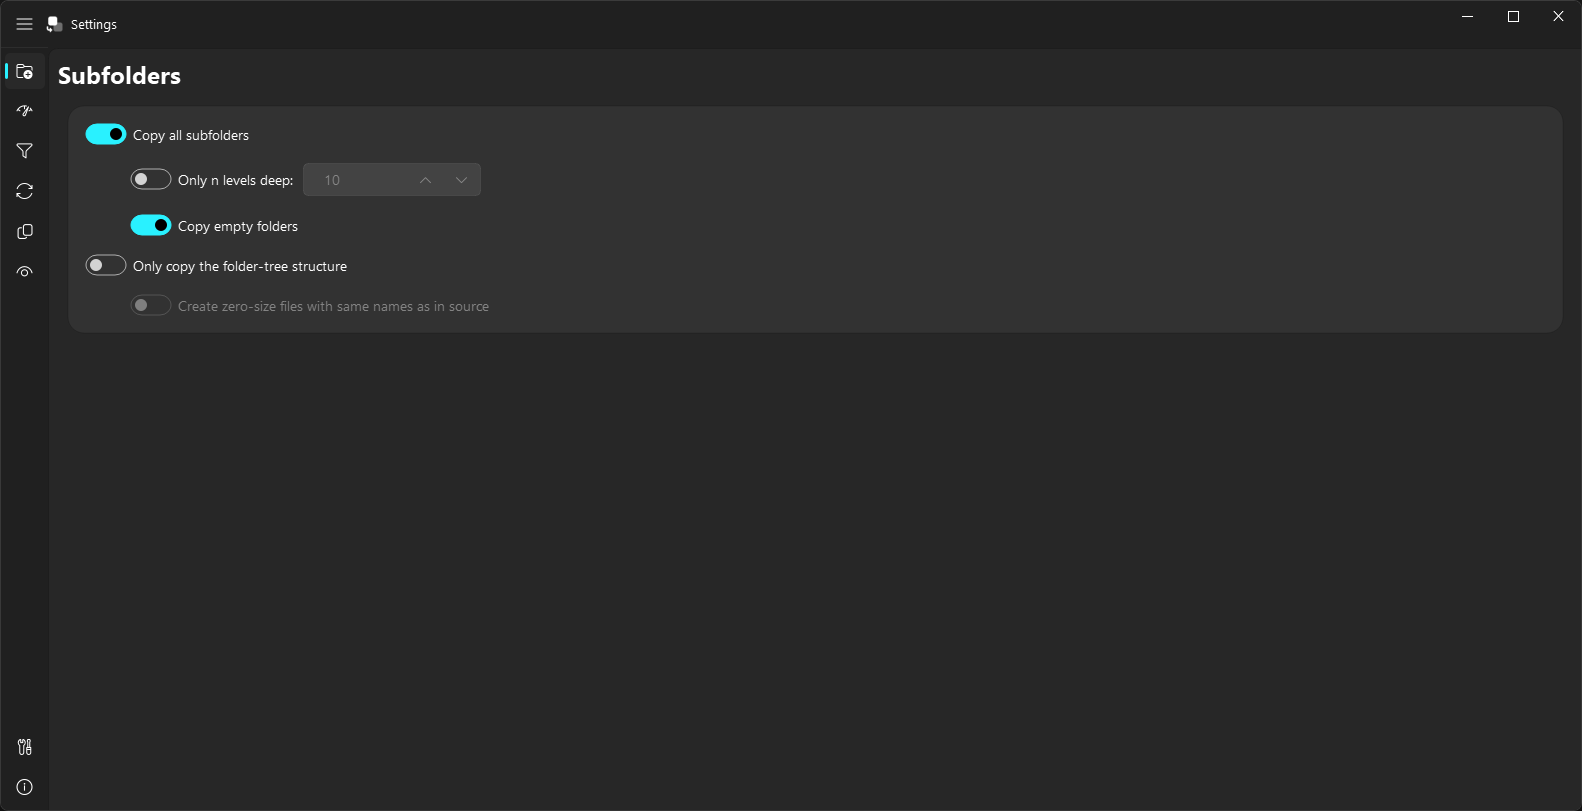 Settings
Subfolders
Copy all subfolders
Only n levels deep: 10
Copy empty folders
Only copy the folder-tree structure
Create zero-size files with same names as in source